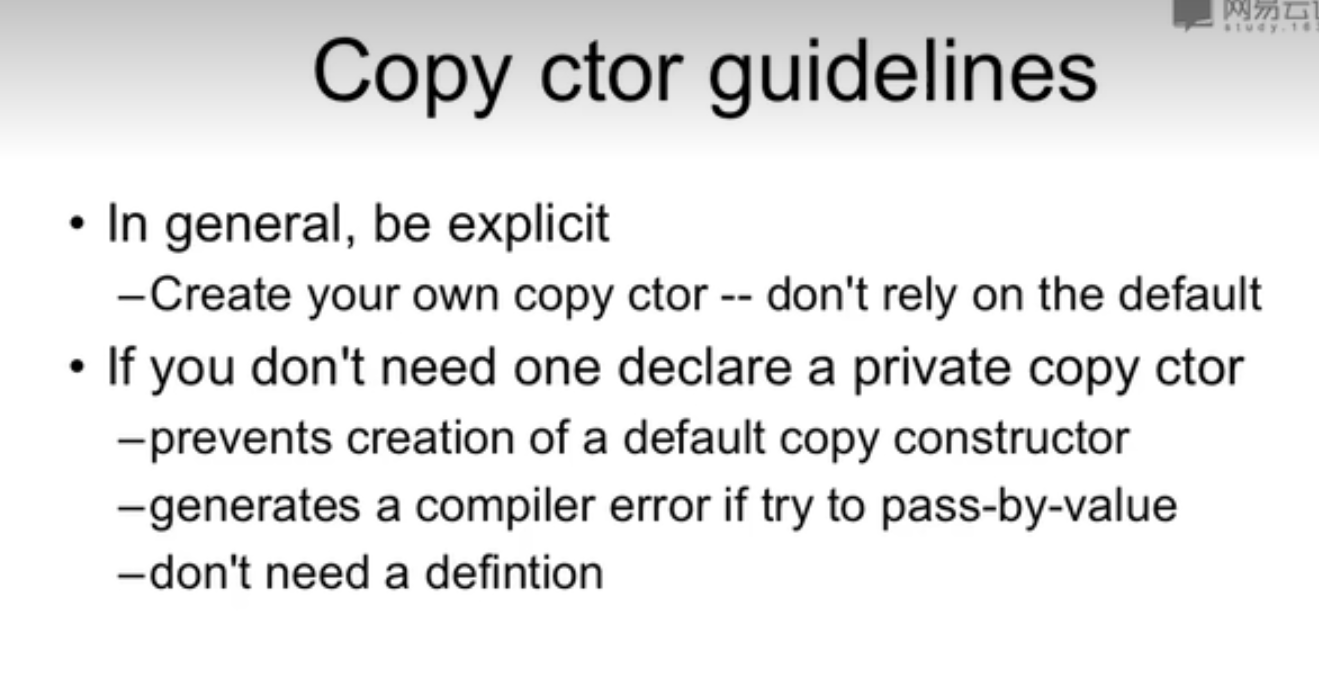 网易云
study.16
Copy ctor guidelines
• In general, be explicit
–Create your own copy ctor -- don't rely on the default
• If you don't need one declare a private copy ctor
–prevents creation of a default copy constructor
–generates a compiler error if try to pass-by-value
–don't need a defintion